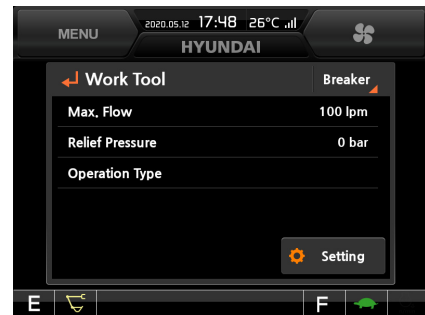 MENU
2020.05.12 17:48 26°C
HYUNDAI
Work Tool Breaker
Max. Flow 100 lpm
Relief Pressure 0 bar
Operation Type
Setting
E F